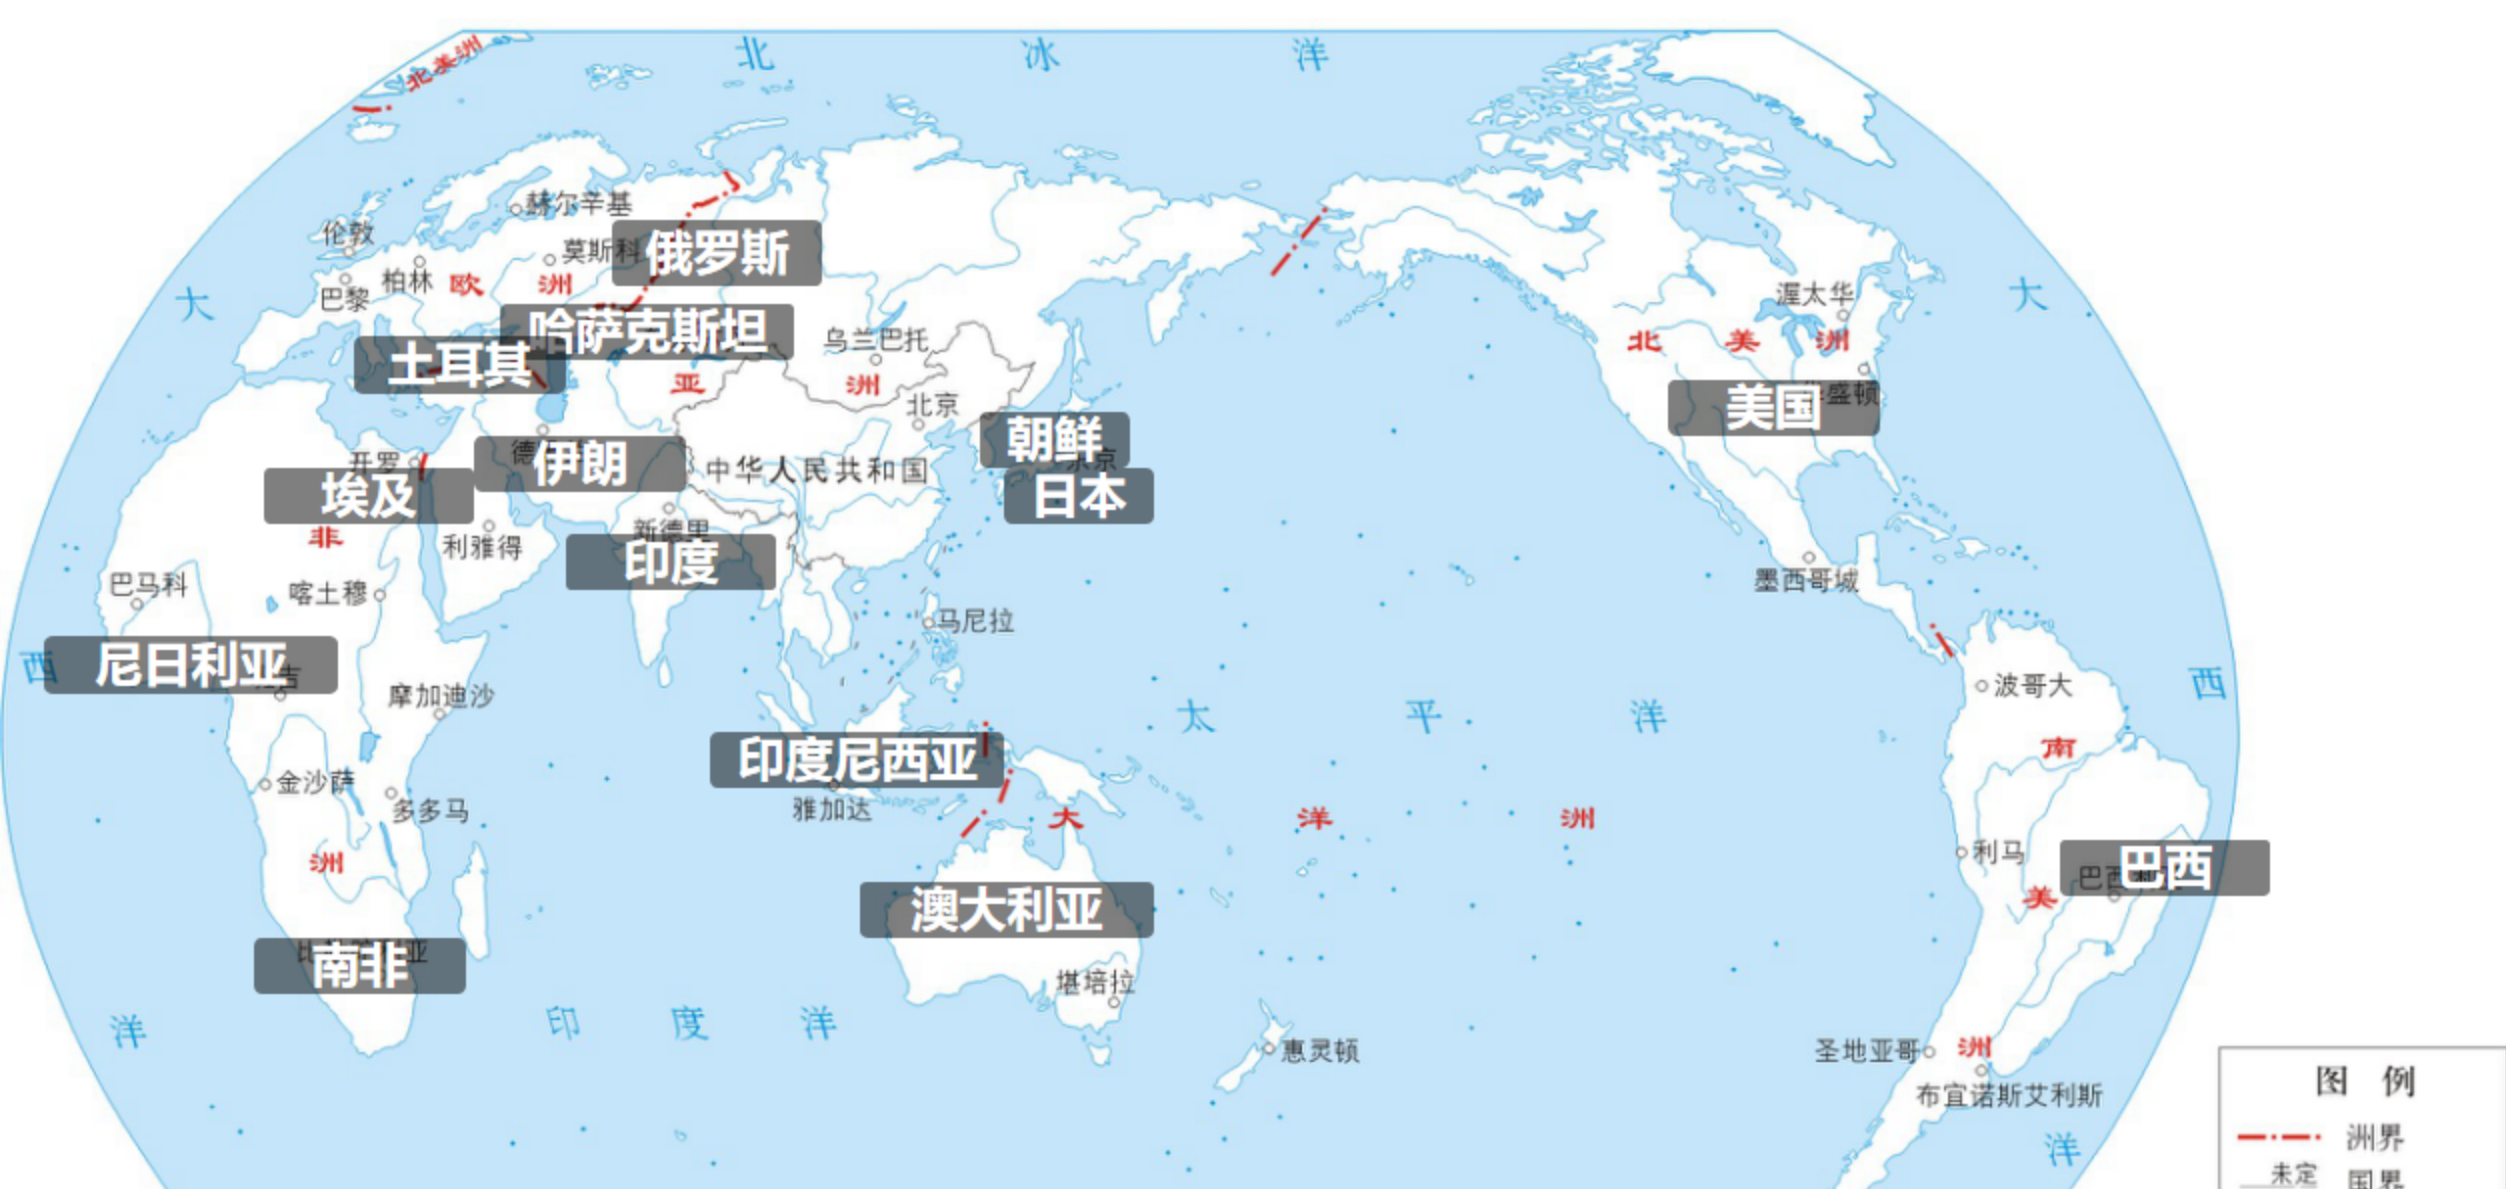 北美洲
北 冰 洋
赫尔辛基
伦敦
莫斯科
俄罗斯
柏林
欧 洲
巴黎
大
大
渥太华
哈萨克斯坦
乌兰巴托
北 美 洲
土耳其
亚 洲
北京
美国
华盛顿
朝鲜
开罗
伊朗
中华人民共和国
东京
埃及
日本
新德里
非
利雅得
印度
巴马科
喀土穆
墨西哥城
马尼拉
西
尼日利亚
摩加迪沙
波哥大
西
太 平 洋
南
印度尼西亚
金沙萨
多多马
雅加达
大 洋 洲
洲
利马
巴西
美
澳大利亚
南非
堪培拉
洋
印 度 洋
惠灵顿
圣地亚哥
洲
布宜诺斯艾利斯
洋
图 例
洲界
未定
国界